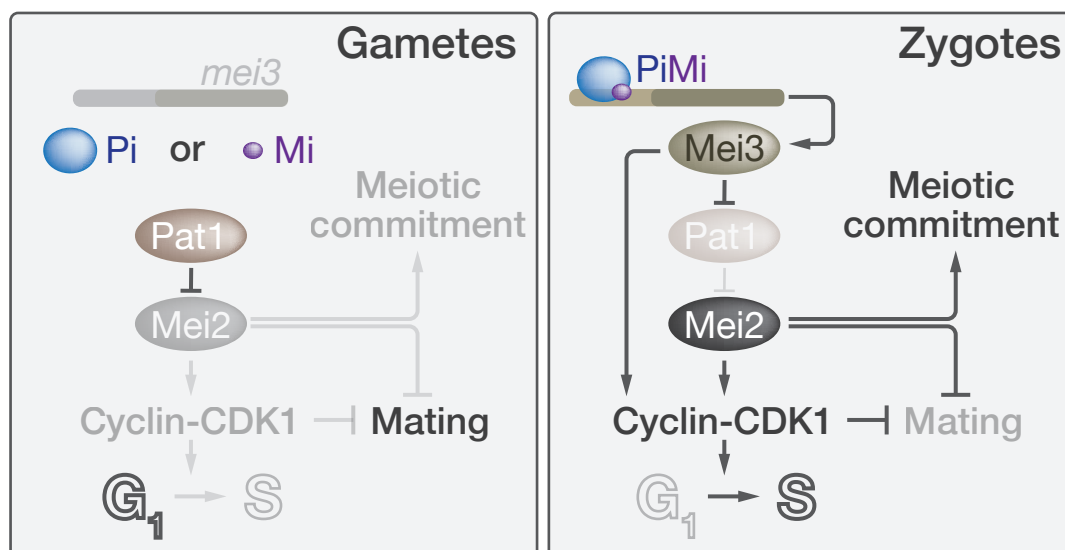 Gametes
mei3
Pi or Mi
Meiotic
commitment
Pat1
Mei2
Cyclin-CDK1
Mating
G1
S
Zygotes
PiMi
Mei3
Meiotic
commitment
Pat1
Mei2
Cyclin-CDK1
Mating
G1
S